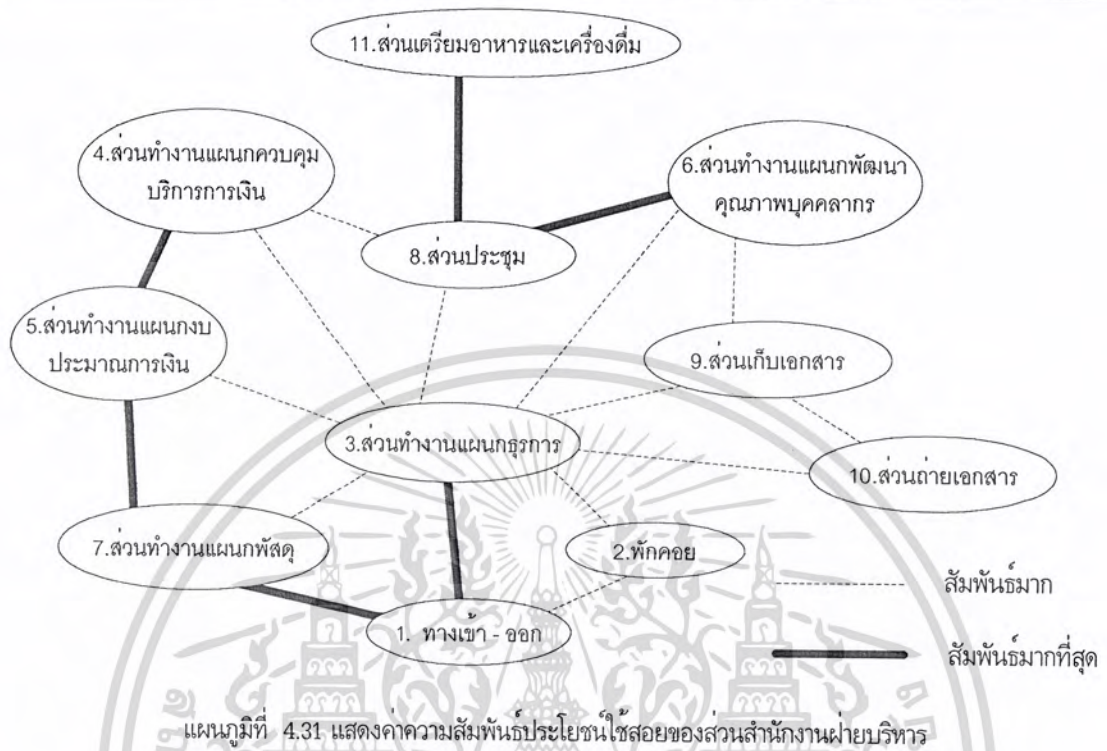 11.ส่วนเตรียมอาหารและเครื่องดื่ม
4.ส่วนทำงานแผนกควบคุม
บริการการเงิน
6.ส่วนทำงานแผนกพัฒนา
คุณภาพบุคคลากร
8.ส่วนประชุม
5.ส่วนทำงานแผนกงบ
ประมาณการเงิน
9.ส่วนเก็บเอกสาร
3.ส่วนทำงานแผนกธุรการ
10.ส่วนถ่ายเอกสาร
7.ส่วนทำงานแผนกพัสดุ
2.พักคอย
สัมพันธ์มาก
1. ทางเข้า - ออก
สัมพันธ์มากที่สุด
แผนภูมิที่ 4.31 แสดงค่าความสัมพันธ์ประโยชน์ใช้สอยของส่วนสำนักงานฝ่ายบริหาร